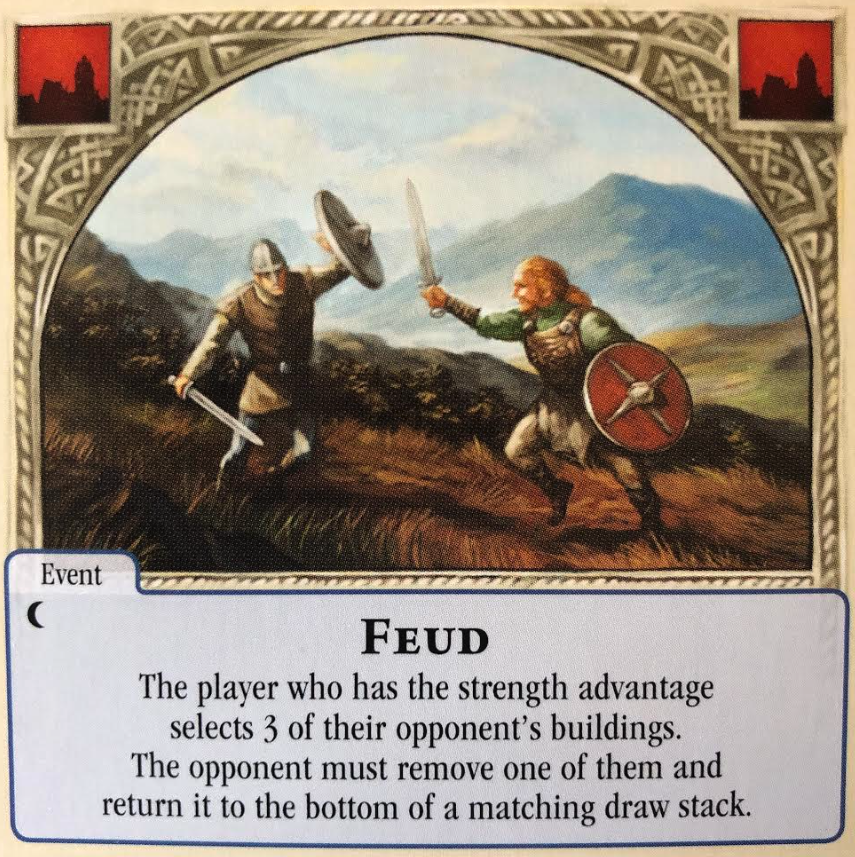 Event
FEUD
The player who has the strength advantage
selects 3 of their opponent's buildings.
The opponent must remove one of them and
return it to the bottom of a matching draw stack.